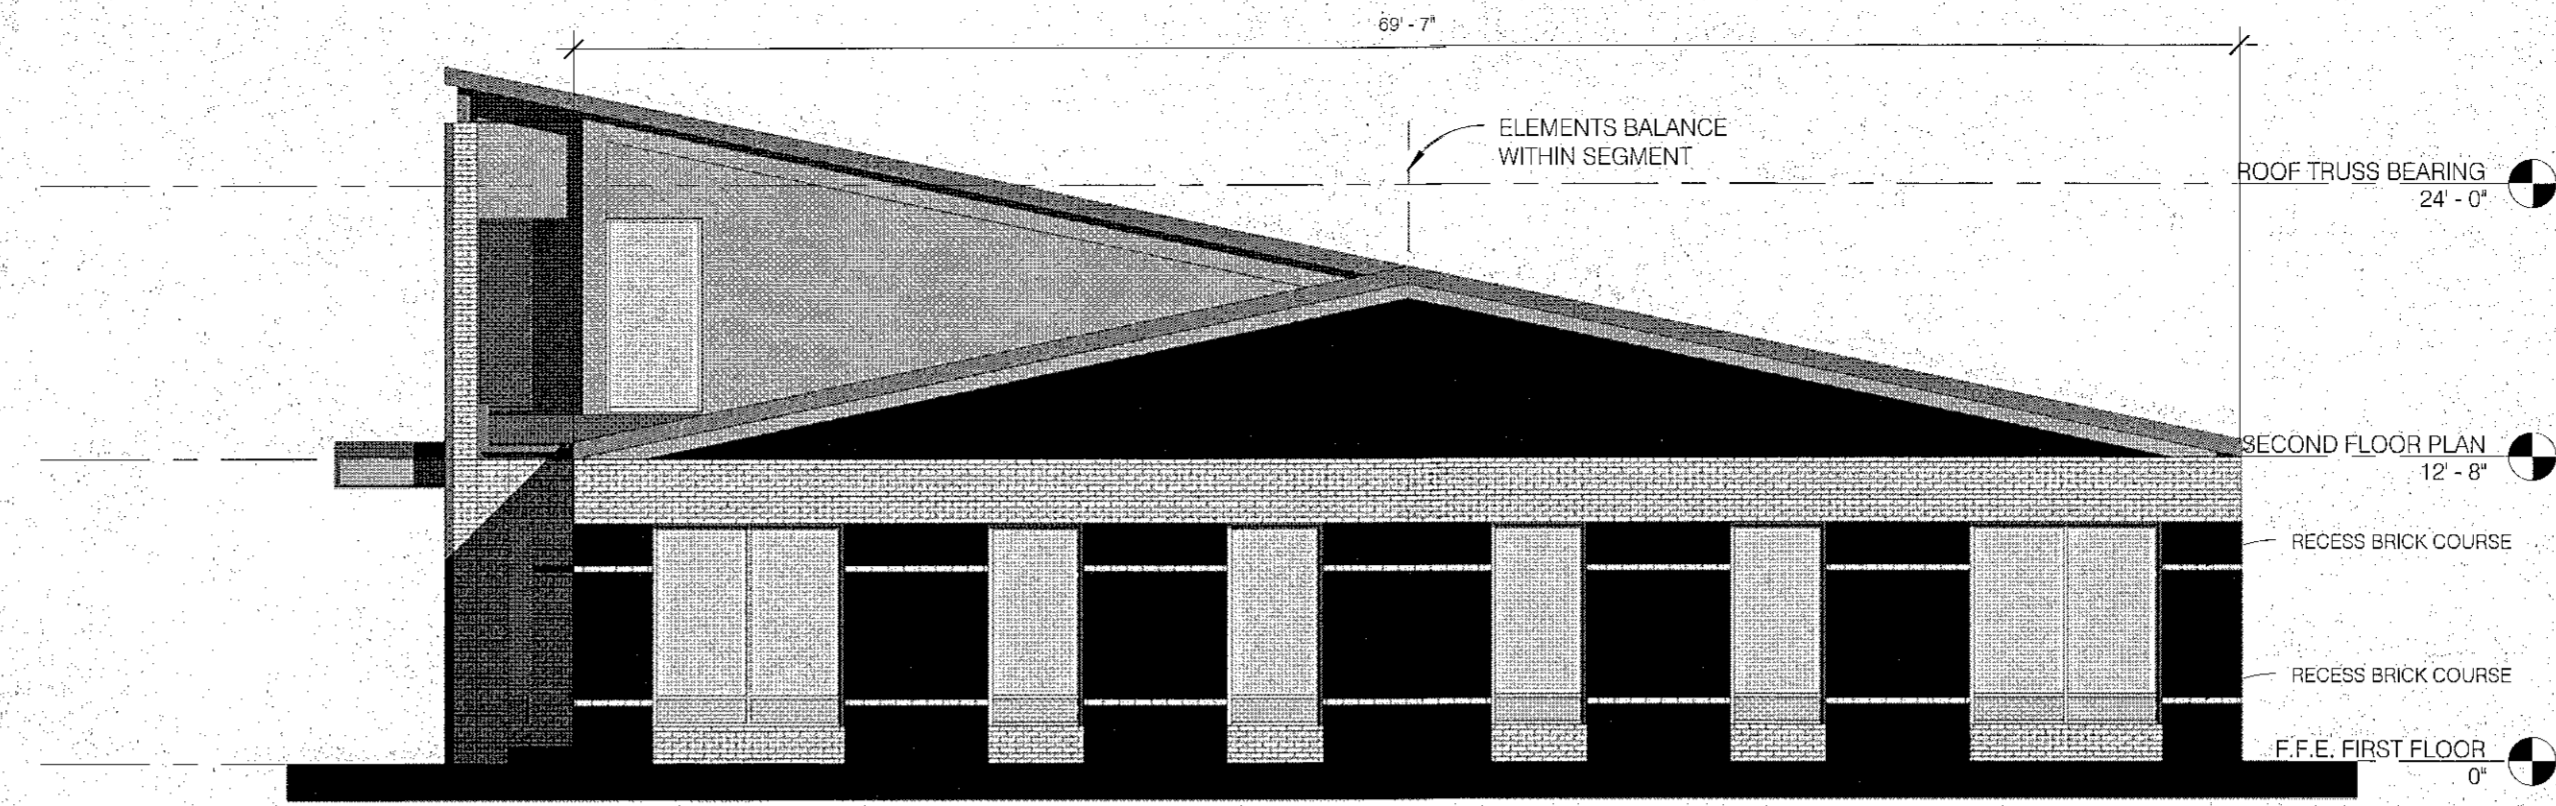 69' - 7"
ELEMENTS BALANCE
WITHIN SEGMENT
ROOF TRUSS BEARING
24' - 0"
SECOND FLOOR PLAN
12' - 8"
RECESS BRICK COURSE
RECESS BRICK COURSE
F.F.E. FIRST FLOOR
0"